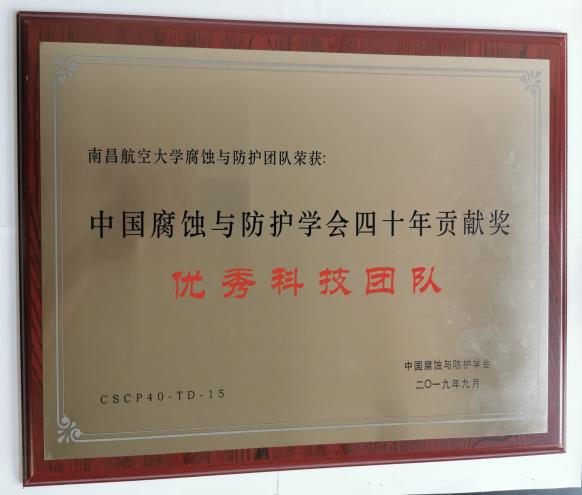 南昌航空大学腐蚀与防护团队荣获:
中国腐蚀与防护学会四十年贡献奖
优秀科技团队
中国腐蚀与防护学会
二〇一九年九月
CSCP40-TD-15